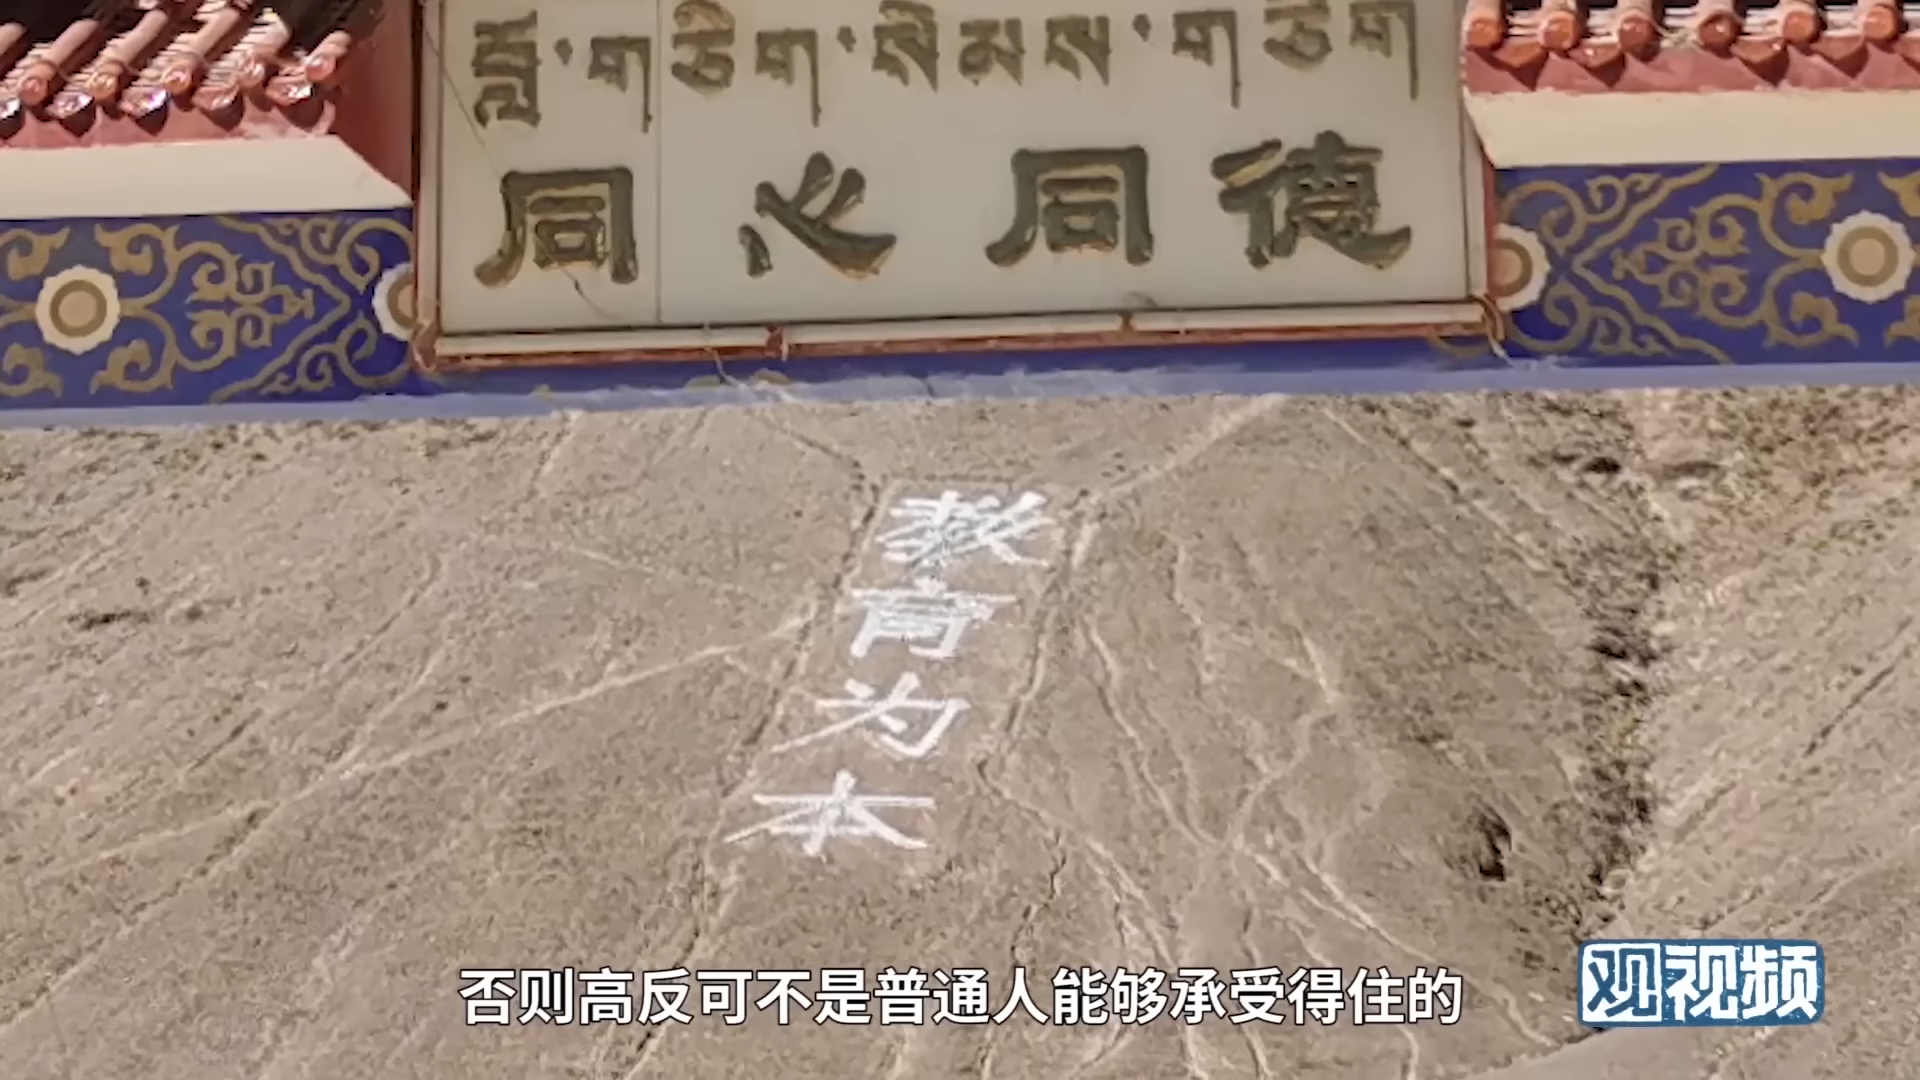 བློ་གཅིག་སེམས་གཅིག
同心同德
教育为本
否则高反可不是普通人能够承受得住的
观视频